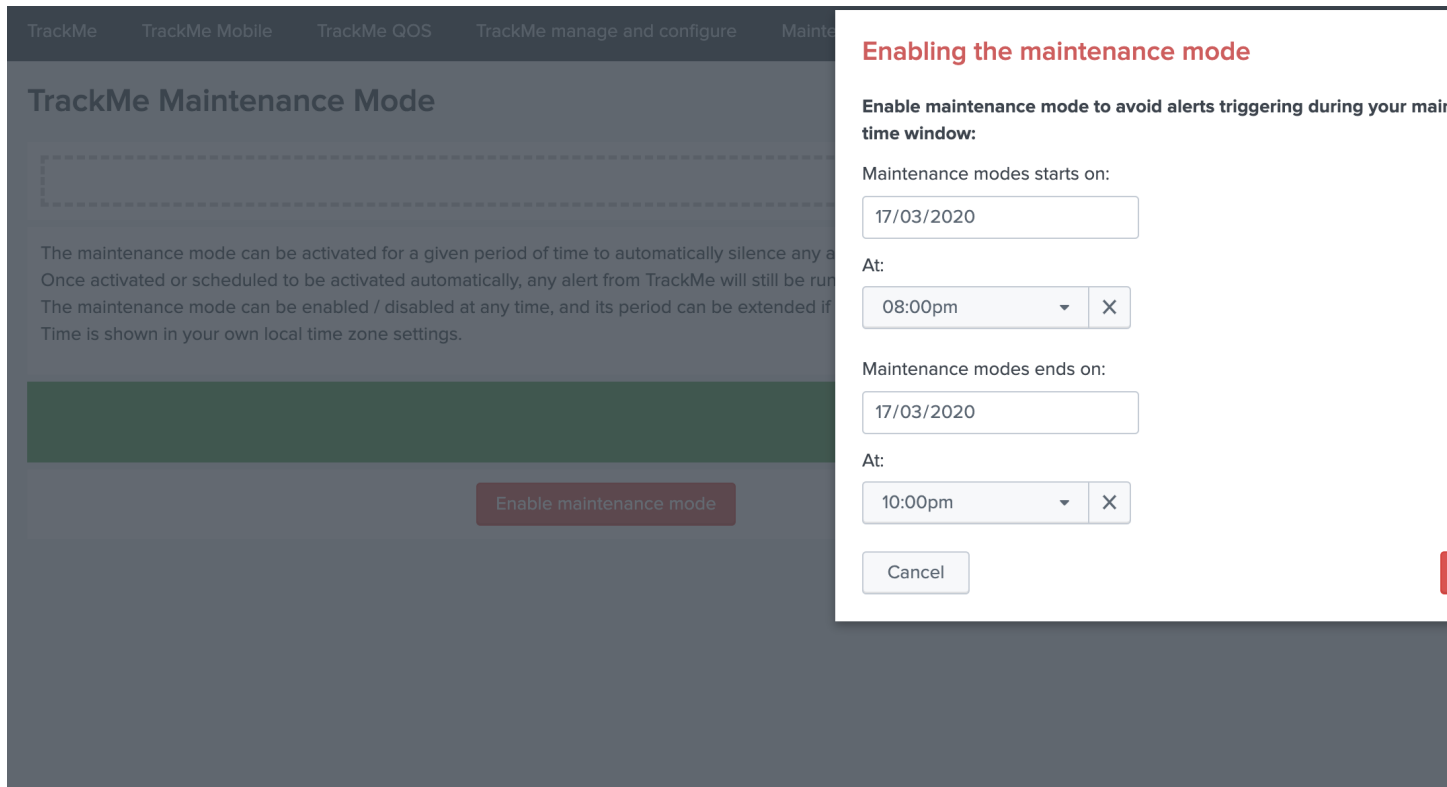 TrackMe TrackMe Mobile TrackMe QOS TrackMe manage and configure
TrackMe Maintenance Mode
The maintenance mode can be activated for a given period of time to automatically silence any
Once activated or scheduled to be activated automatically, any alert from TrackMe will still be
The maintenance mode can be enabled / disabled at any time, and its period can be extended if
Time is shown in your own local time zone settings.
Enable maintenance mode
Enabling the maintenance mode
Enable maintenance mode to avoid alerts triggering during your
time window:
Maintenance modes starts on:
17/03/2020
At:
08:00pm
Maintenance modes ends on:
17/03/2020
At:
10:00pm
Cancel